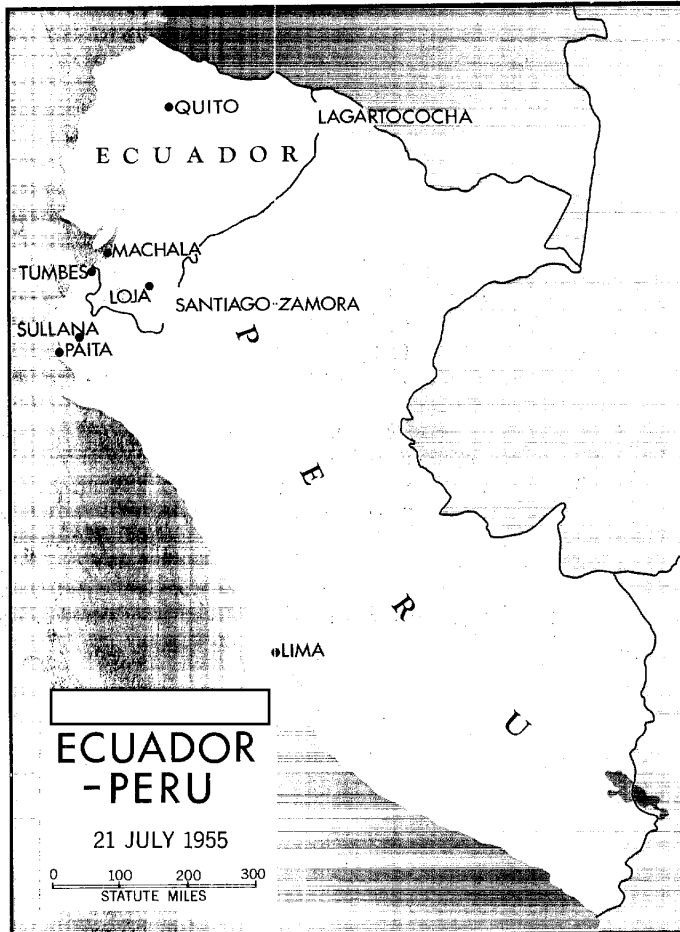 QUITO
LAGARTOCOCHA
ECUADOR
MACHALA
TUMBES
LOJA
SANTIAGO-ZAMORA
SULLANA
PAITA
P
E
R
U
LIMA
ECUADOR
-PERU
21 JULY 1955
0 100 200 300
STATUTE MILES